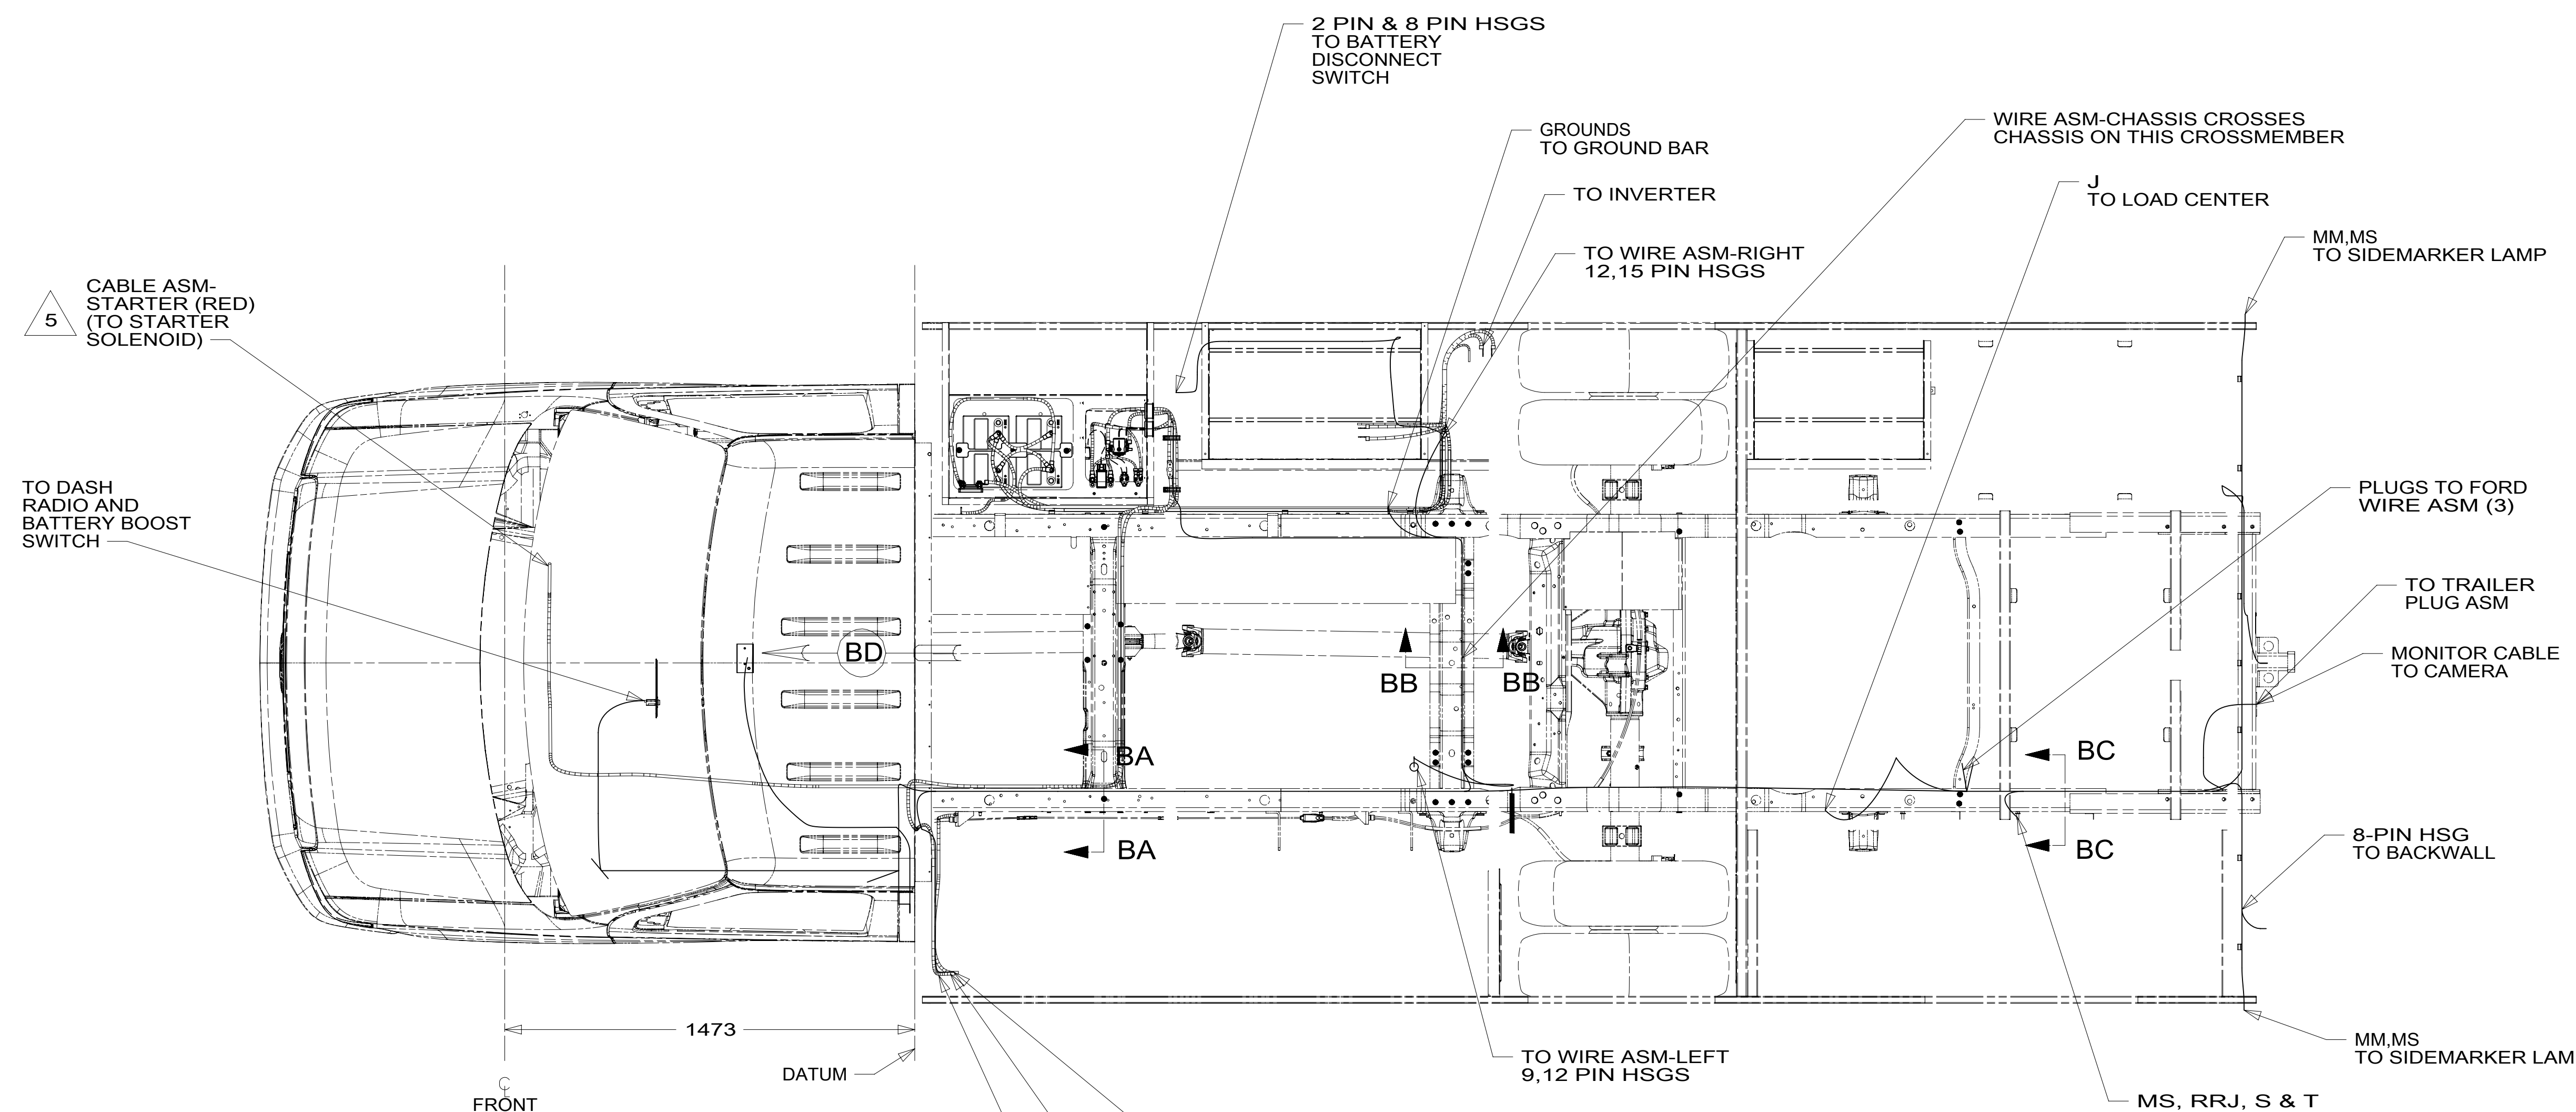 2 PIN & 8 PIN HSGS
TO BATTERY
DISCONNECT
SWITCH
GROUNDS
TO GROUND BAR
WIRE ASM-CHASSIS CROSSES
CHASSIS ON THIS CROSSMEMBER
TO INVERTER
J
TO LOAD CENTER
TO WIRE ASM-RIGHT
12,15 PIN HSGS
MM,MS
TO SIDEMARKER LAMP
5
CABLE ASM-
STARTER (RED)
(TO STARTER
SOLENOID)
TO DASH
RADIO AND
BATTERY BOOST
SWITCH
PLUGS TO FORD
WIRE ASM (3)
TO TRAILER
PLUG ASM
MONITOR CABLE
TO CAMERA
BD
BB
BB
BA
BA
BC
BC
8-PIN HSG
TO BACKWALL
1473
DATUM
CL
FRONT
TO WIRE ASM-LEFT
9,12 PIN HSGS
MM,MS
TO SIDEMARKER LAM
MS, RRJ, S & T